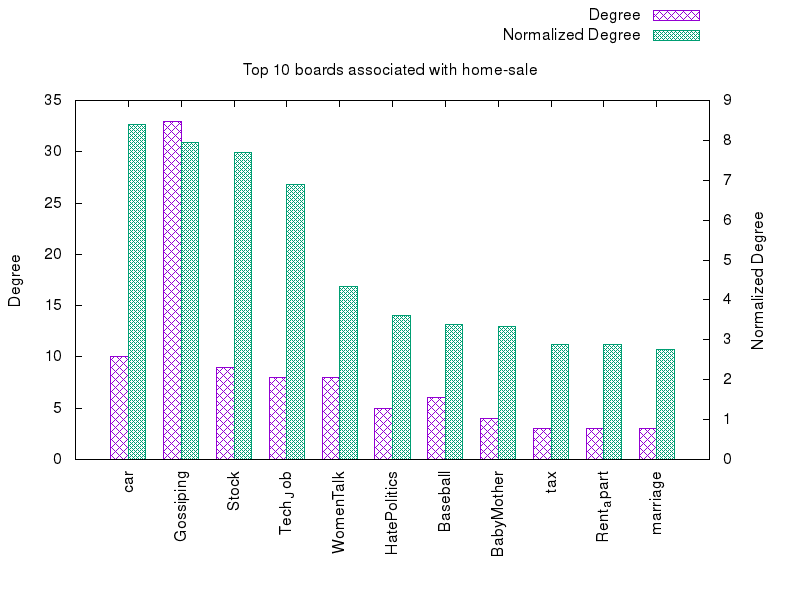 Degree
Normalized Degree
Top 10 boards associated with home-sale
35
30
25
20
15
10
5
0
9
8
7
6
5
4
3
2
1
0
Degree
Normalized Degree
car
Gossiping
Stock
Tech_Job
WomenTalk
HatePolitics
Baseball
BabyMother
tax
Rent_apart
marriage